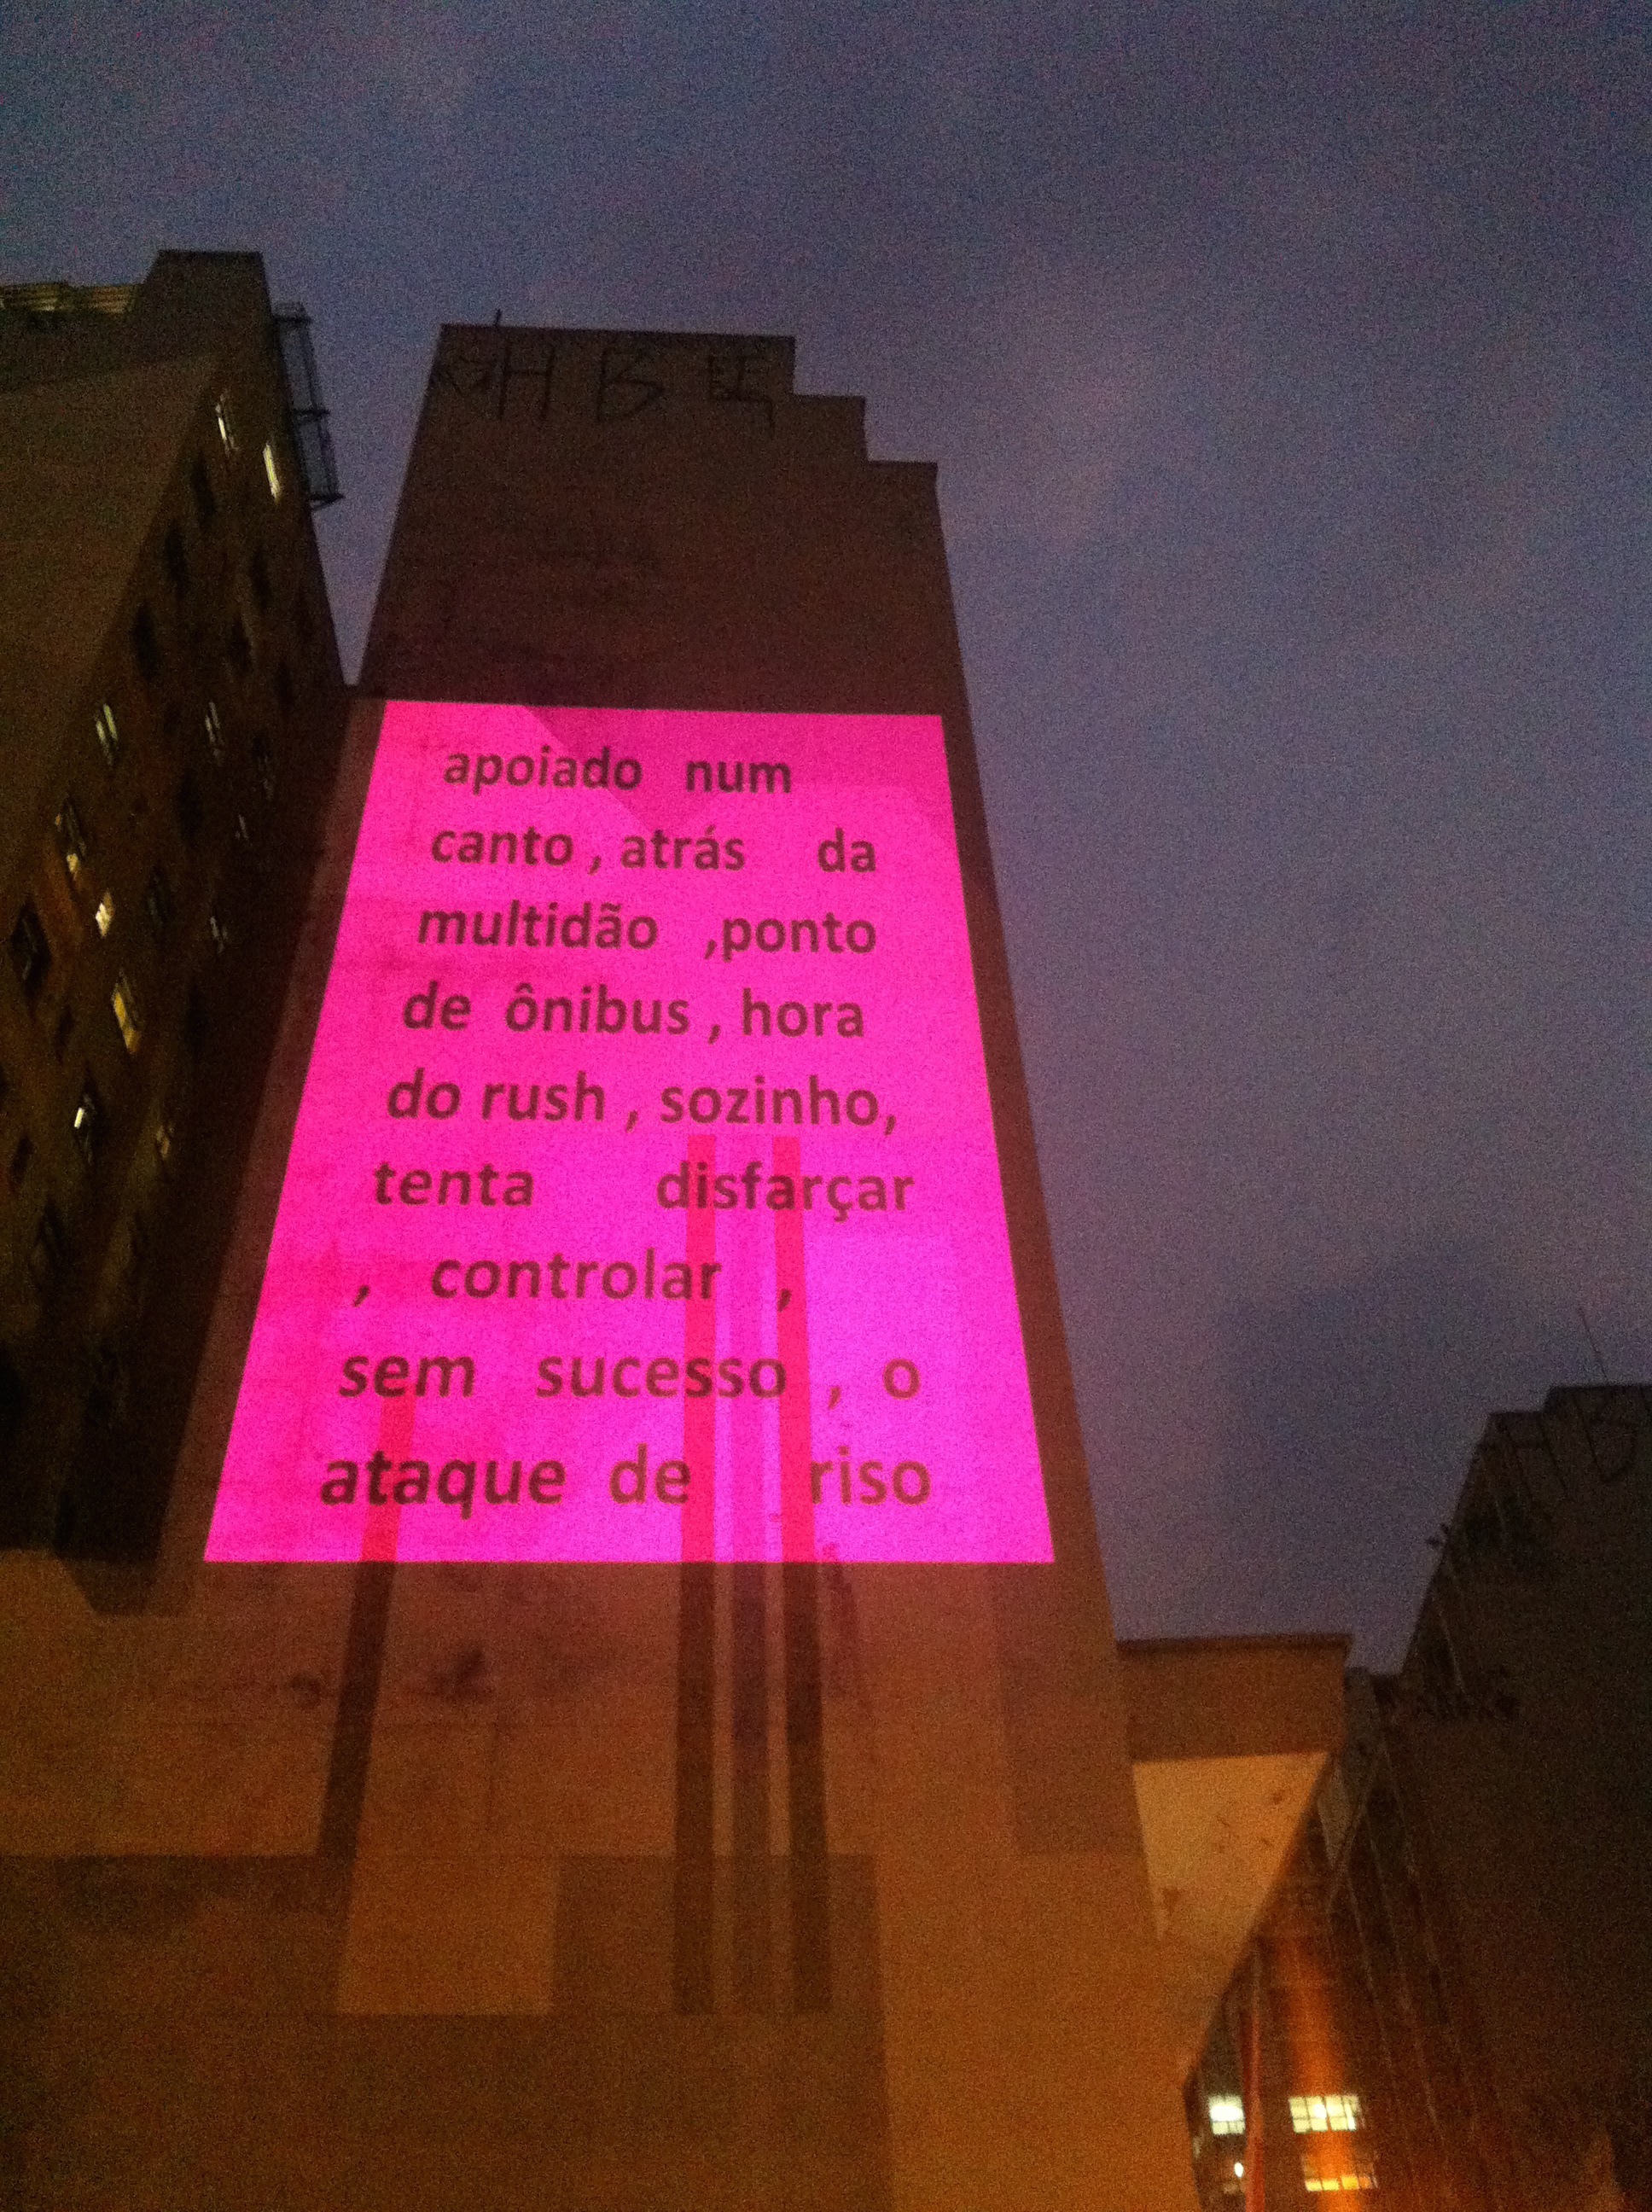 apoiado num
canto , atrás da
multidão ,ponto
de ônibus , hora
do rush , sozinho,
tenta disfarçar
, controlar ,
sem sucesso , o
ataque de riso